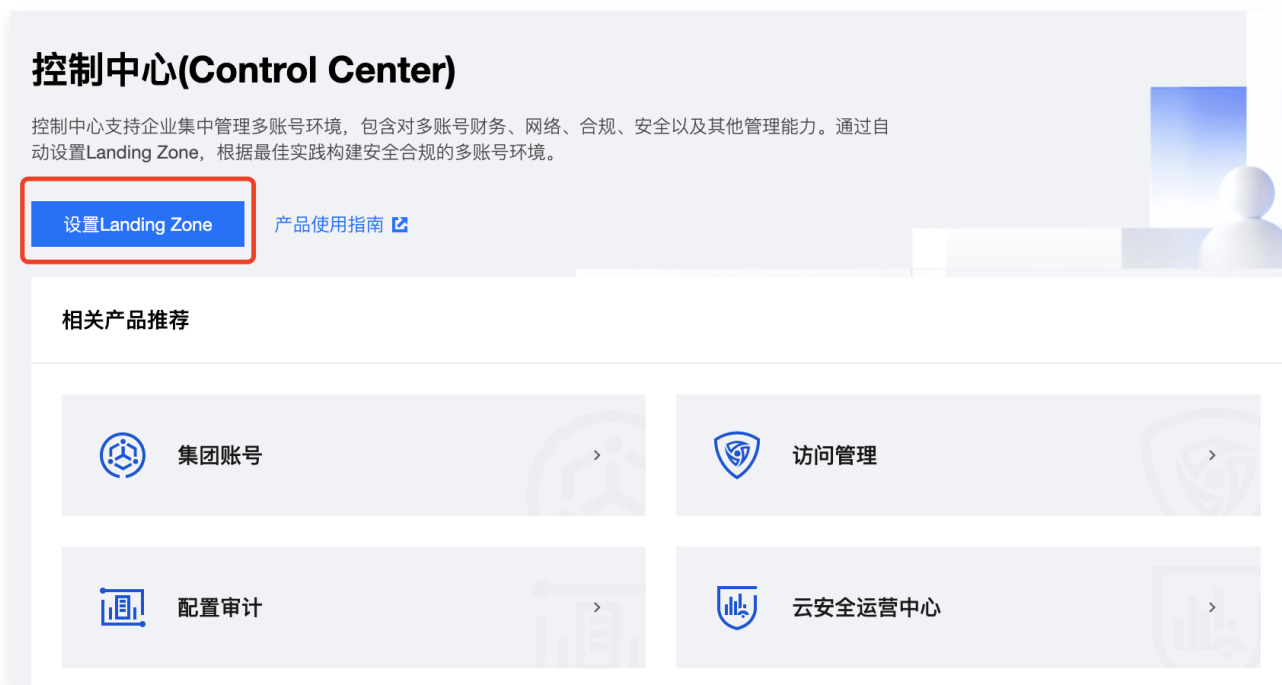 控制中心(Control Center)
控制中心支持企业集中管理多账号环境，包含对多账号财务、网络、合规、安全以及其他管理能力。通过自
动设置Landing Zone，根据最佳实践构建安全合规的多账号环境。
设置Landing Zone
产品使用指南
相关产品推荐
集团账号
访问管理
配置审计
云安全运营中心